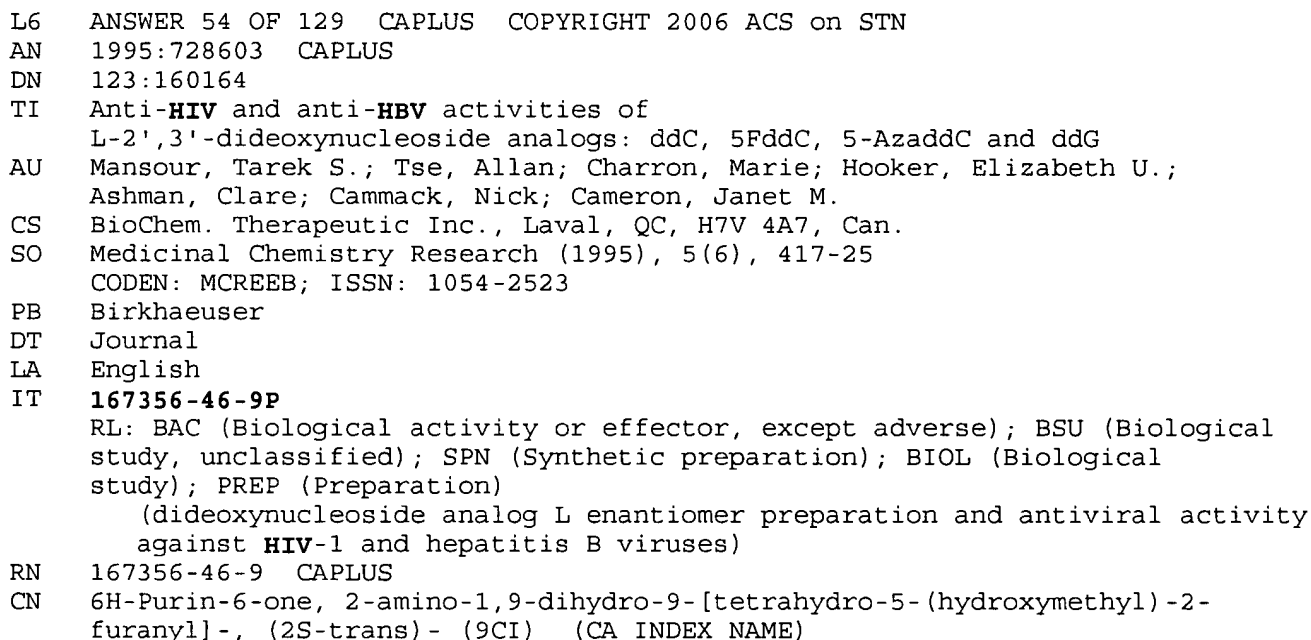 L6 ANSWER 54 OF 129 CAPLUS COPYRIGHT 2006 ACS on STN
AN 1995:728603 CAPLUS
DN 123:160164
TI Anti-HIV and anti-HBV activities of
L-2',3'-dideoxynucleoside analogs: ddC, 5FddC, 5-AzaddC and ddG
AU Mansour, Tarek S.; Tse, Allan; Charron, Marie; Hooker, Elizabeth U.;
Ashman, Clare; Cammack, Nick; Cameron, Janet M.
CS BioChem. Therapeutic Inc., Laval, QC, H7V 4A7, Can.
SO Medicinal Chemistry Research (1995), 5(6), 417-25
CODEN: MCREEB; ISSN: 1054-2523
PB Birkhaeuser
DT Journal
LA English
IT 167356-46-9P
RL: BAC (Biological activity or effector, except adverse); BSU (Biological
study, unclassified); SPN (Synthetic preparation); BIOL (Biological
study); PREP (Preparation)
(dideoxynucleoside analog L enantiomer preparation and antiviral activity
against HIV-1 and hepatitis B viruses)
RN 167356-46-9 CAPLUS
CN 6H-Purin-6-one, 2-amino-1,9-dihydro-9-[tetrahydro-5-(hydroxymethyl)-2-
furanyl]-, (2S-trans)- (9CI) (CA INDEX NAME)